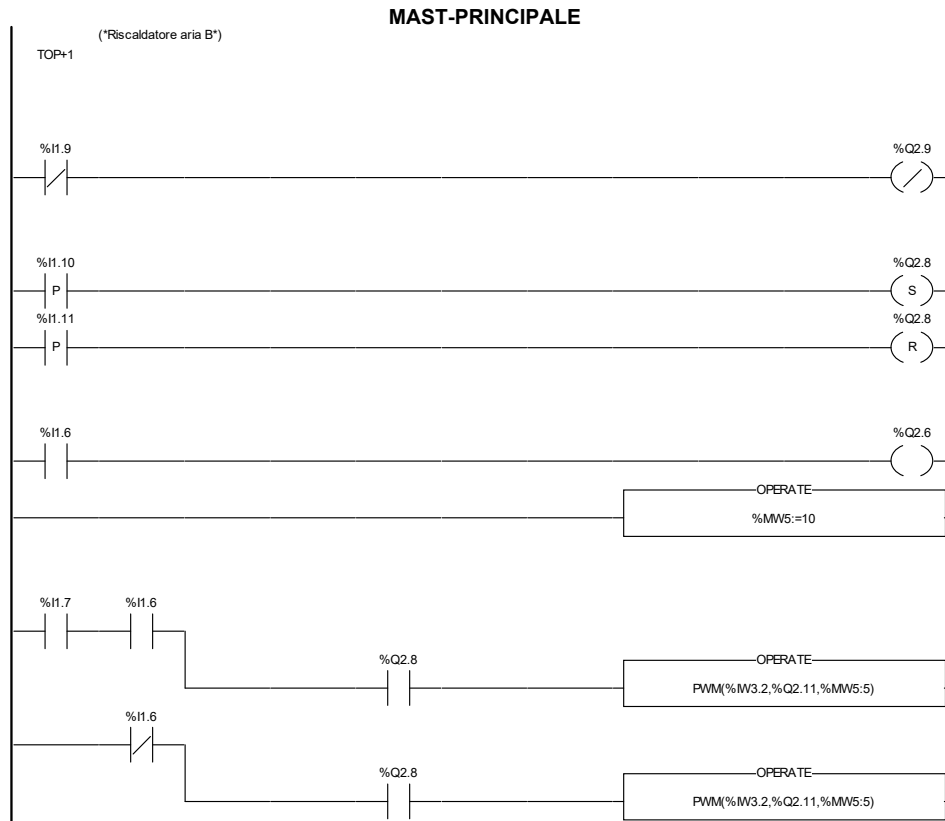 MAST-PRINCIPALE
(*Riscaldatore aria B*)
TOP+1
%I1.9 %Q2.9
%I1.10 %Q2.8
P S
%I1.11 %Q2.8
P R
%I1.6 %Q2.6
OPERATE
%MW5:=10
%I1.7 %I1.6
%Q2.8 OPERATE
PWM(%IW3.2,%Q2.11,%MW5:5)
%I1.6
%Q2.8 OPERATE
PWM(%IW3.2,%Q2.11,%MW5:5)